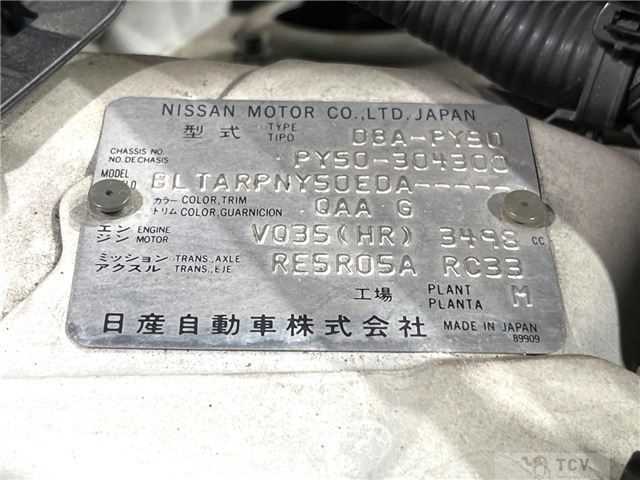 NISSAN MOTOR CO.,LTD.JAPAN
型式 TYPE TIPO DBA-PY50
CHASSIS NO. NO.DE CHASIS PY50-304300
MODEL BLTARPNY50EDA-----
カラー COLOR,TRIM トリム COLOR,GUARNICION QAA G
エンジン ENGINE MOTOR VQ35(HR) 3498 CC
ミッション TRANS.,AXLE アクスル TRANS.,EJE RE5R05A RC33
工場 PLANT PLANTA M
日産自動車株式会社 MADE IN JAPAN
89909
TCV